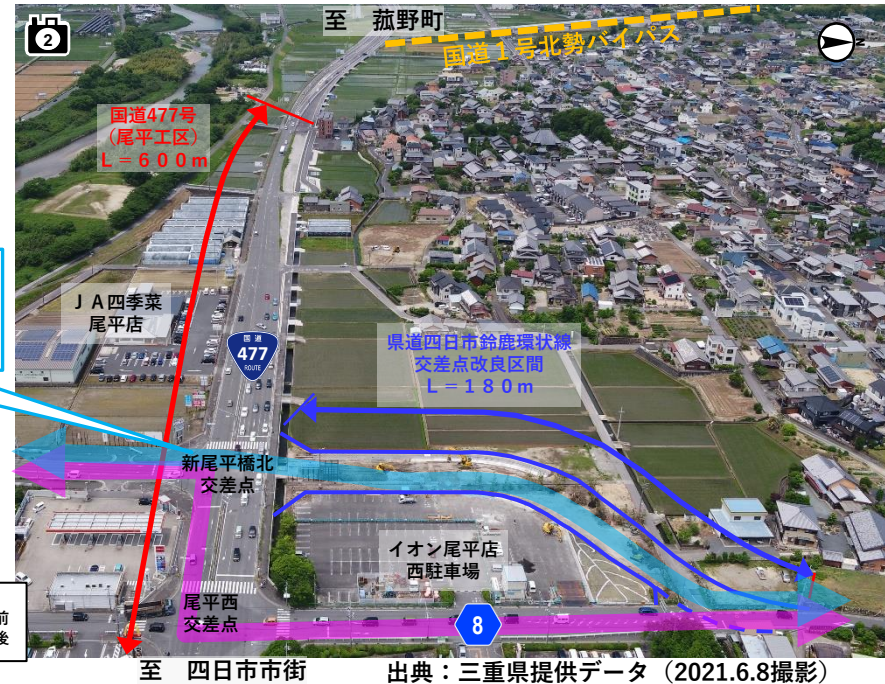 2
至　菰野町
国道１号北勢バイパス
国道477号
（尾平工区）
Ｌ＝６００ｍ
ＪＡ四季菜
尾平店
国道
477
ROUTE
県道四日市鈴鹿環状線
交差点改良区間
Ｌ＝１８０ｍ
新尾平橋北
交差点
イオン尾平店
西駐車場
尾平西
交差点
8
前
後
至　四日市市街
出典：三重県提供データ（2021.6.8撮影）